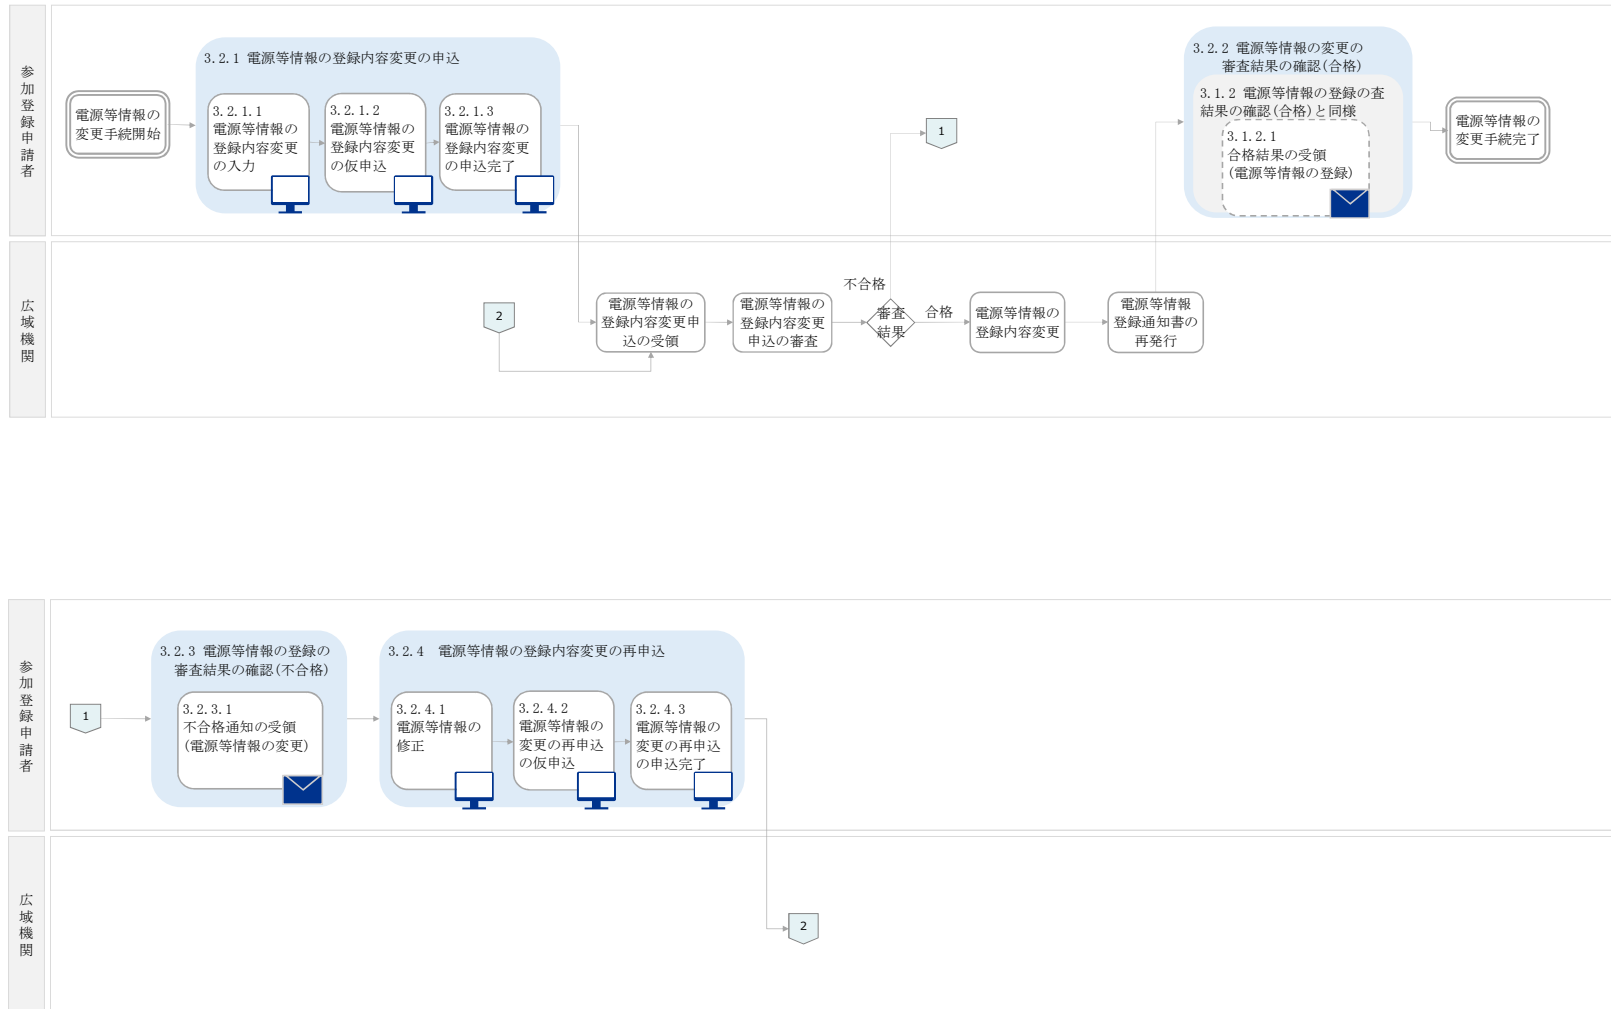 参加登録申請者
電源等情報の
変更手続開始
3.2.1 電源等情報の登録内容変更の申込
3.2.1.1
電源等情報の
登録内容変更
の入力
3.2.1.2
電源等情報の
登録内容変更
の仮申込
3.2.1.3
電源等情報の
登録内容変更
の申込完了
1
3.2.2 電源等情報の変更の
審査結果の確認(合格)
3.1.2 電源等情報の登録の査
結果の確認(合格)と同様
3.1.2.1
合格結果の受領
(電源等情報の登録)
電源等情報の
変更手続完了
広域機関
2
電源等情報の
登録内容変更申
込の受領
電源等情報の
登録内容変更
申込の審査
不合格
審査
結果
合格
電源等情報の
登録内容変更
電源等情報
登録通知書の
再発行
参加登録申請者
1
3.2.3 電源等情報の登録の
審査結果の確認(不合格)
3.2.3.1
不合格通知の受領
(電源等情報の変更)
3.2.4 電源等情報の登録内容変更の再申込
3.2.4.1
電源等情報の
修正
3.2.4.2
電源等情報の
変更の再申込
の仮申込
3.2.4.3
電源等情報の
変更の再申込
の申込完了
広域機関
2